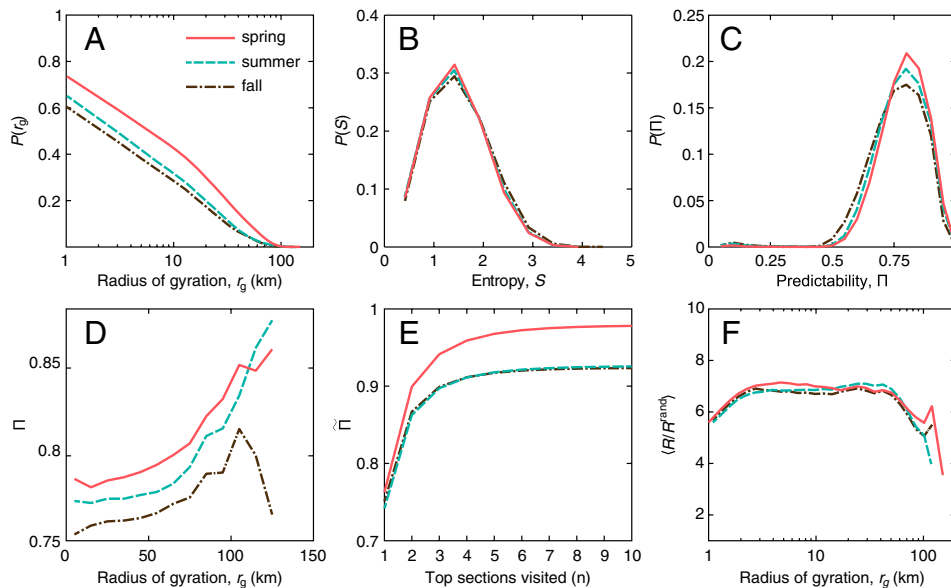 A
spring
summer
fall
P(rg)
1
0.8
0.6
0.4
0.2
1 10 100
Radius of gyration, rg (km)
B
P(S)
0.4
0.3
0.2
0.1
0
0 1 2 3 4 5
Entropy, S
C
P(Π)
0.25
0.20
0.15
0.10
0.05
0
0 0.25 0.5 0.75
Predictability, Π
D
Π
0.85
0.8
0.75
0 50 100 150
Radius of gyration, rg (km)
E
Π̃
1
0.9
0.8
0.7
1 2 3 4 5 6 7 8 9 10
Top sections visited (n)
F
⟨R/R^rand⟩
10
8
6
4
2
1 10 100
Radius of gyration, rg (km)